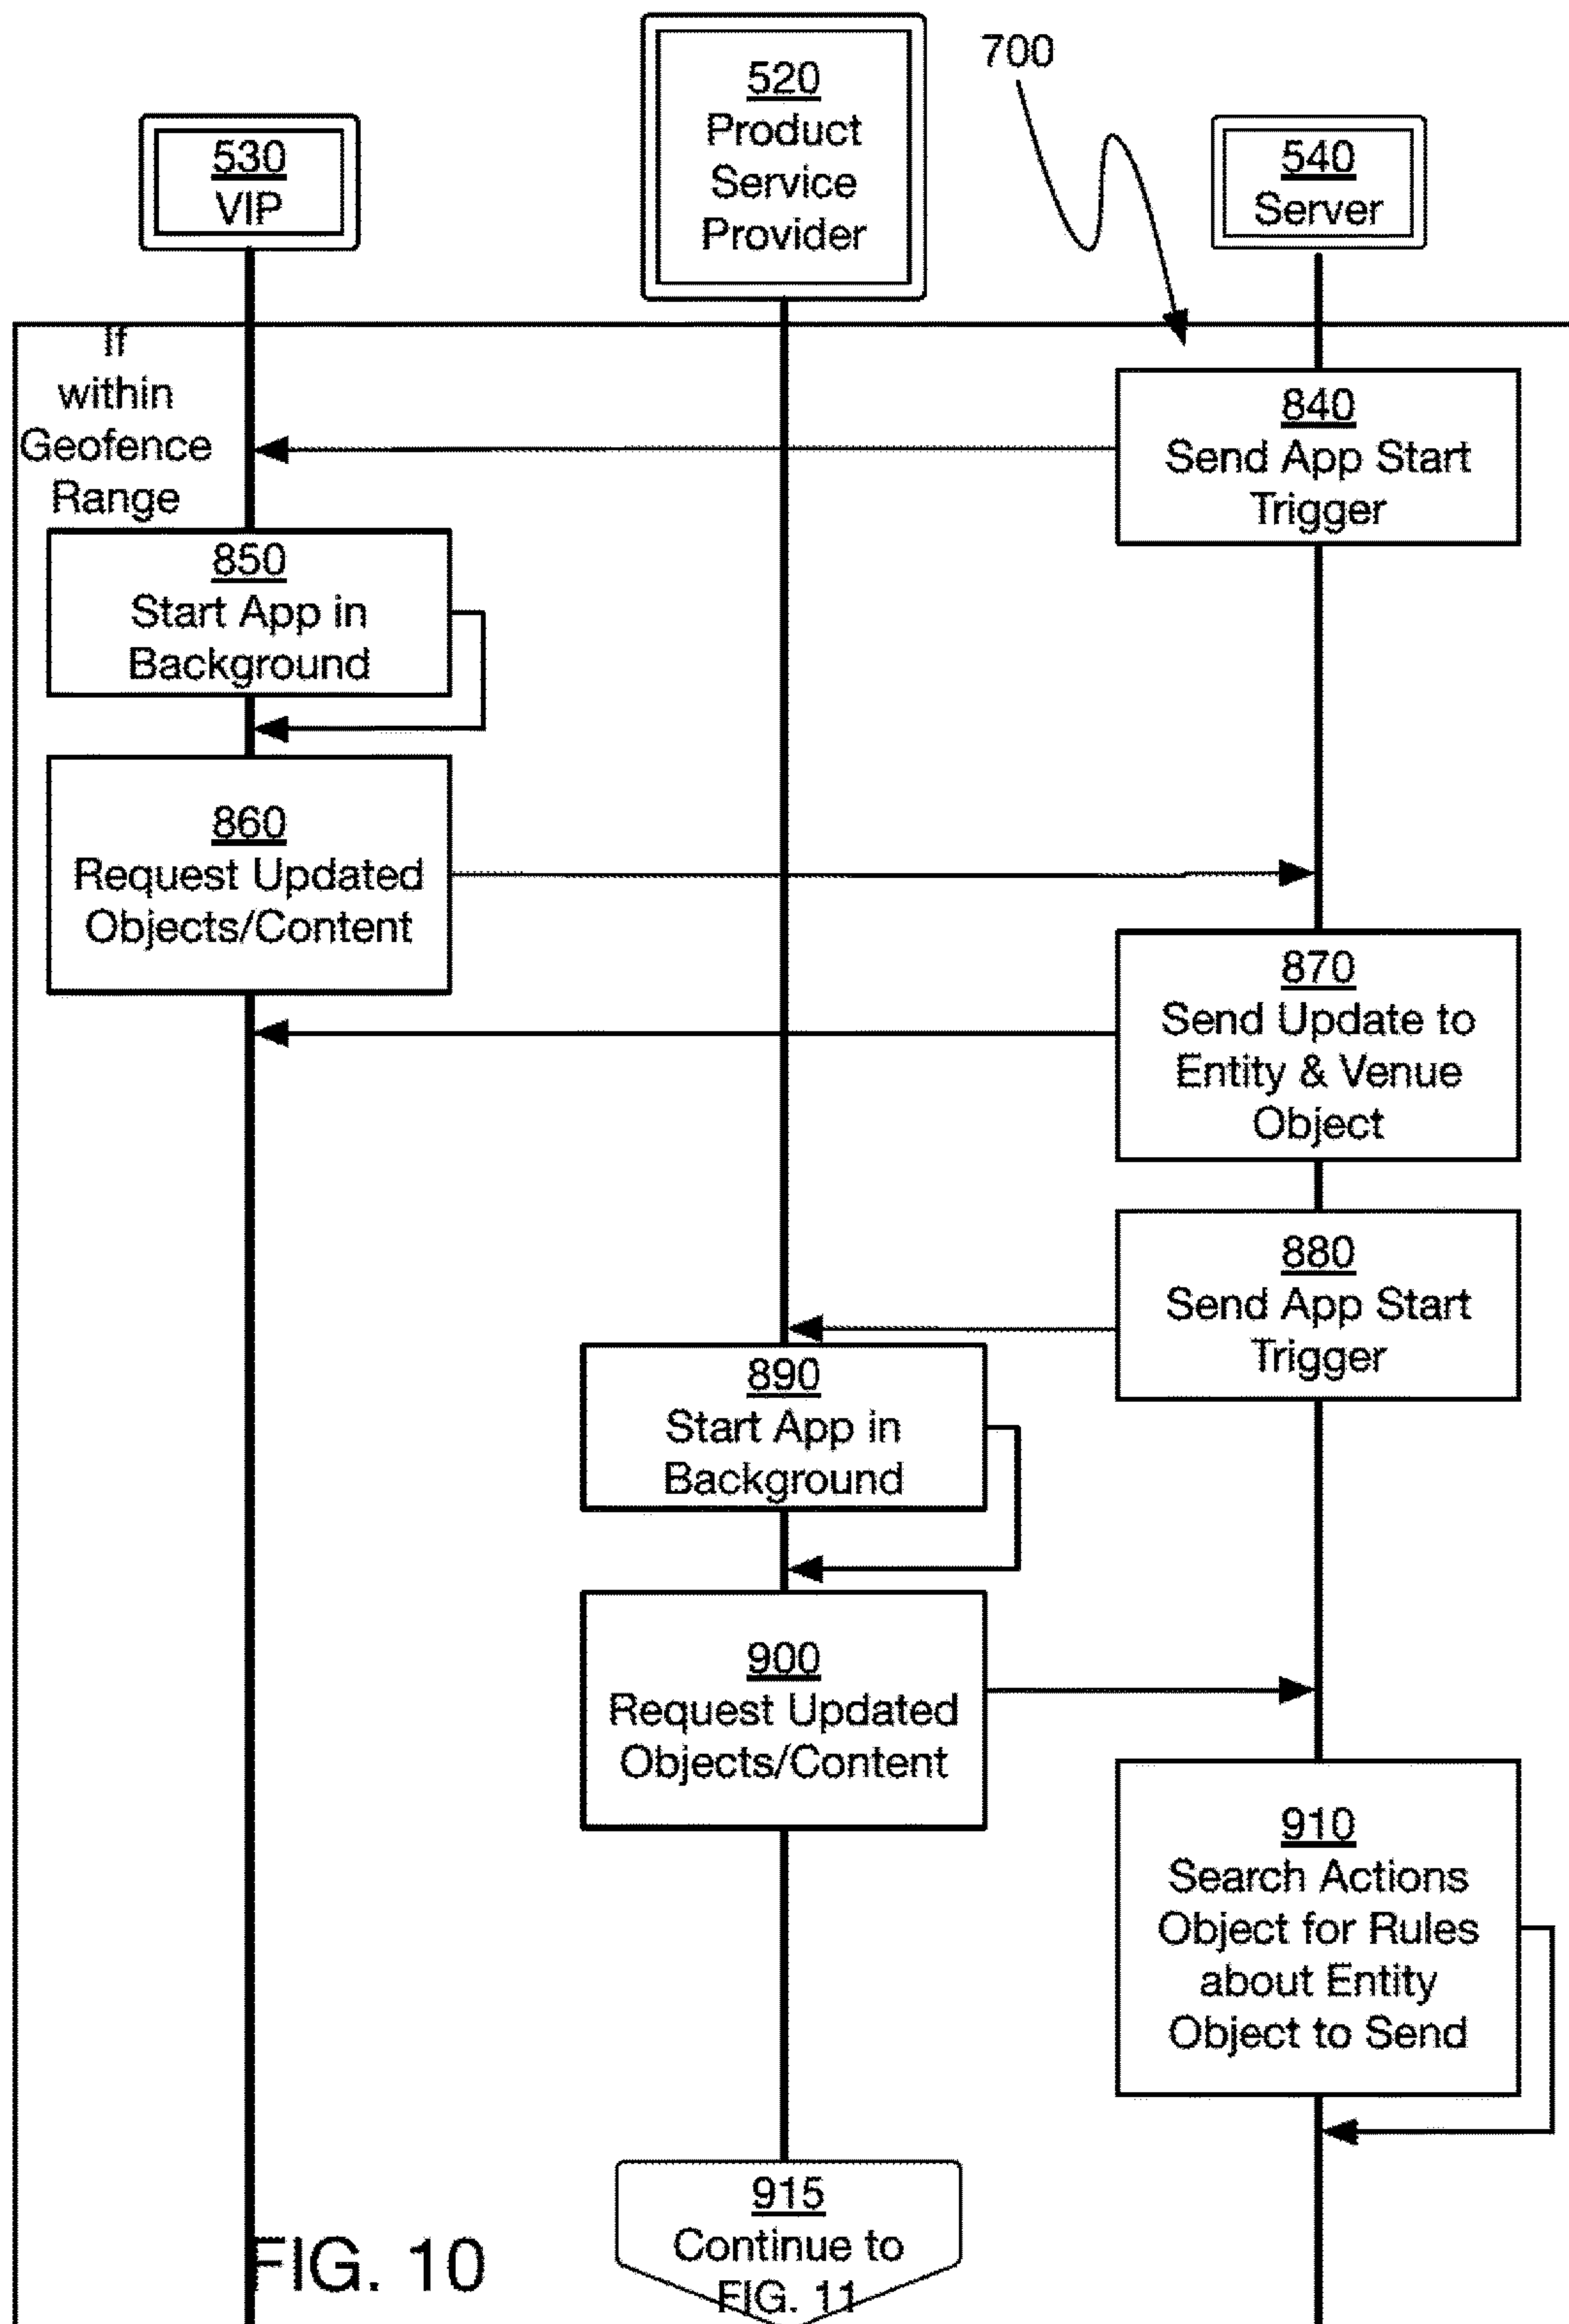 700
530
VIP
520
Product
Service
Provider
540
Server
If
within
Geofence
Range
840
Send App Start
Trigger
850
Start App in
Background
860
Request Updated
Objects/Content
870
Send Update to
Entity & Venue
Object
880
Send App Start
Trigger
890
Start App in
Background
900
Request Updated
Objects/Content
910
Search Actions
Object for Rules
about Entity
Object to Send
915
Continue to
FIG. 11
FIG. 10